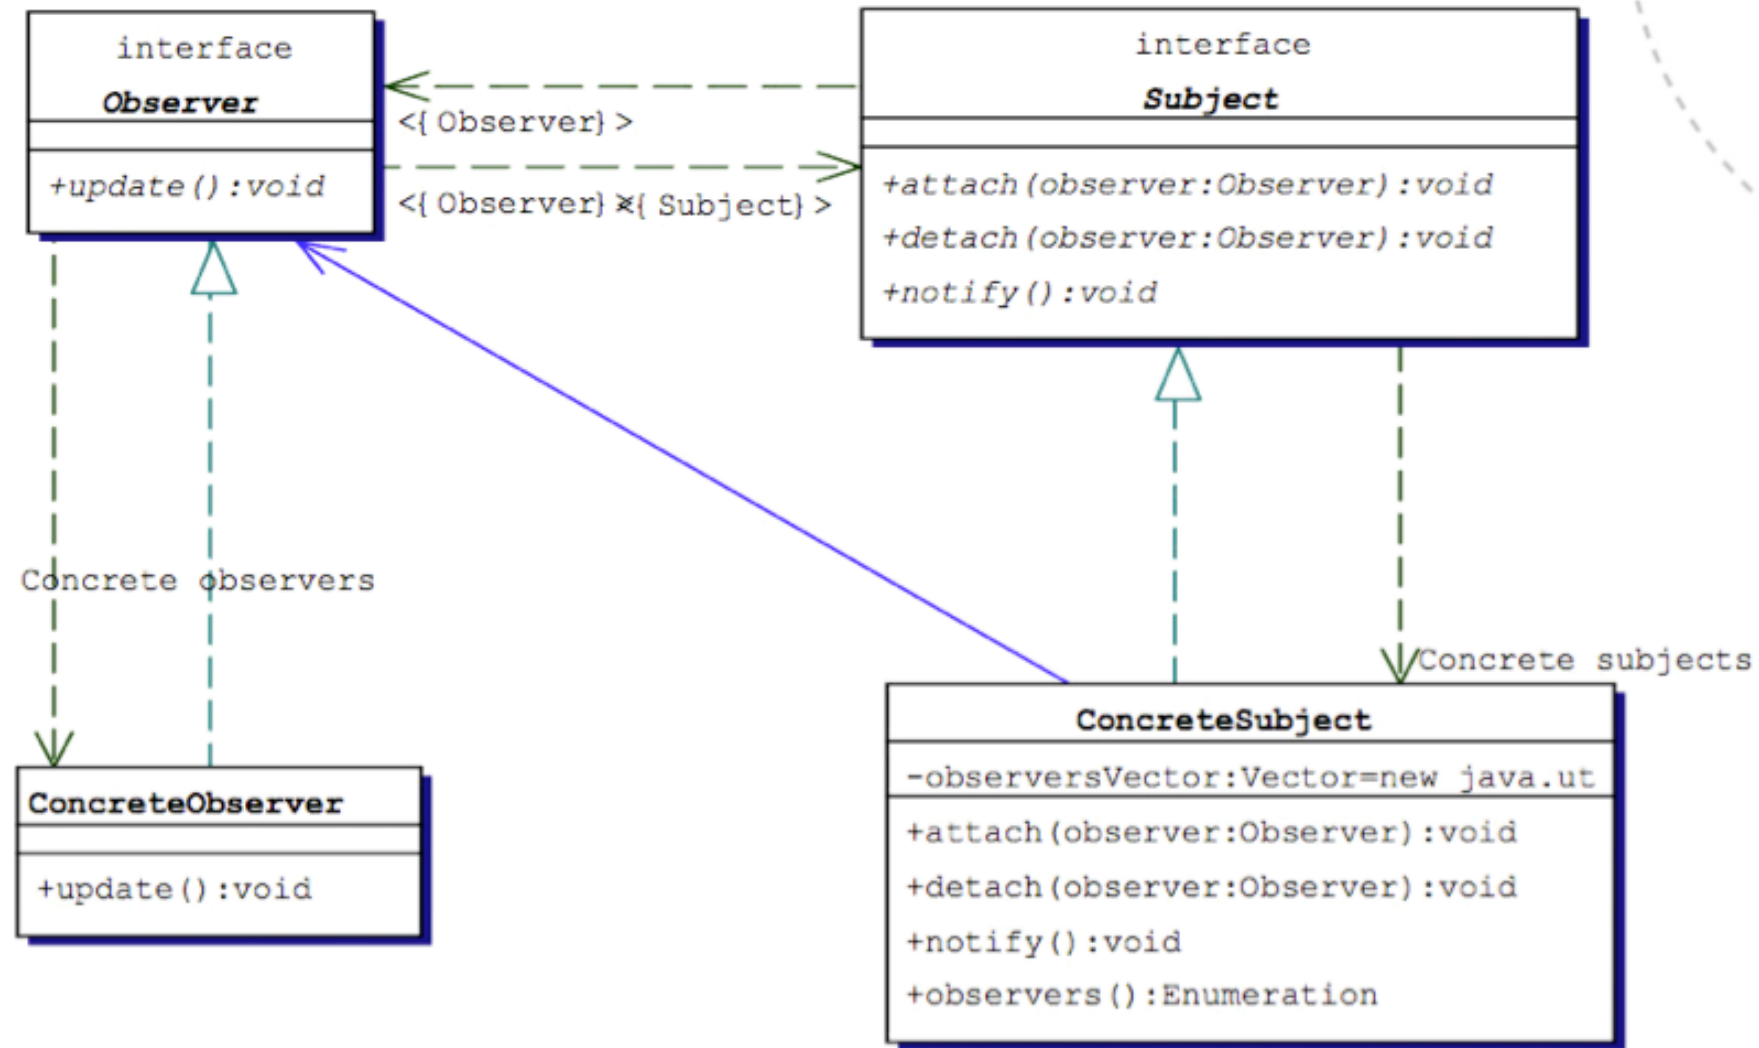 interface
Observer
+update():void
<{ Observer} >
<{ Observer} ×{ Subject} >
interface
Subject
+attach(observer:Observer):void
+detach(observer:Observer):void
+notify():void
Concrete observers
Concrete subjects
ConcreteObserver
+update():void
ConcreteSubject
-observersVector:Vector=new java.ut
+attach(observer:Observer):void
+detach(observer:Observer):void
+notify():void
+observers():Enumeration